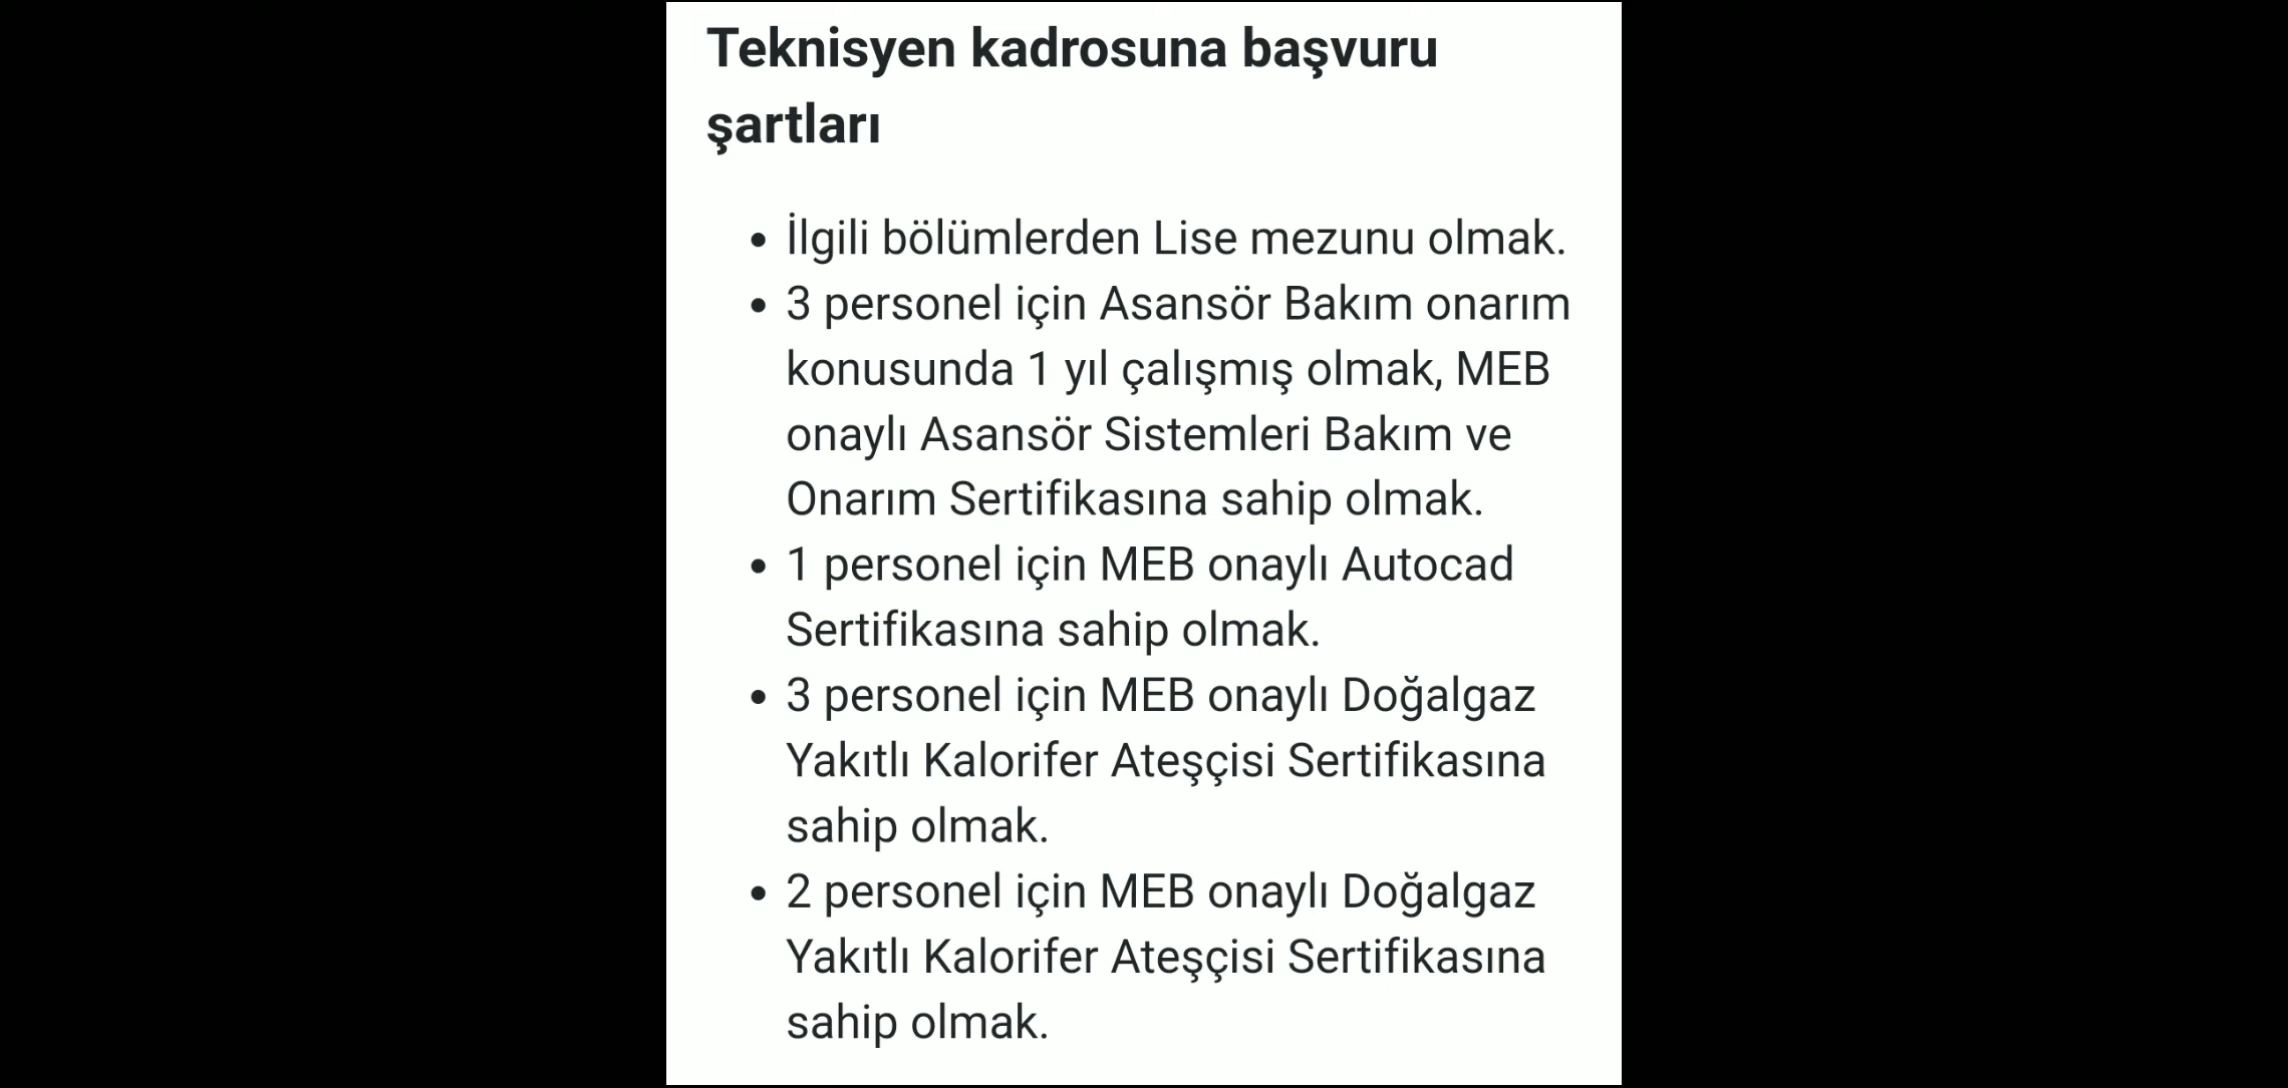 Teknisyen kadrosuna başvuru
şartları
• İlgili bölümlerden Lise mezunu olmak.
• 3 personel için Asansör Bakım onarım
konusunda 1 yıl çalışmış olmak, MEB
onaylı Asansör Sistemleri Bakım ve
Onarım Sertifikasına sahip olmak.
• 1 personel için MEB onaylı Autocad
Sertifikasına sahip olmak.
• 3 personel için MEB onaylı Doğalgaz
Yakıtlı Kalorifer Ateşçisi Sertifikasına
sahip olmak.
• 2 personel için MEB onaylı Doğalgaz
Yakıtlı Kalorifer Ateşçisi Sertifikasına
sahip olmak.